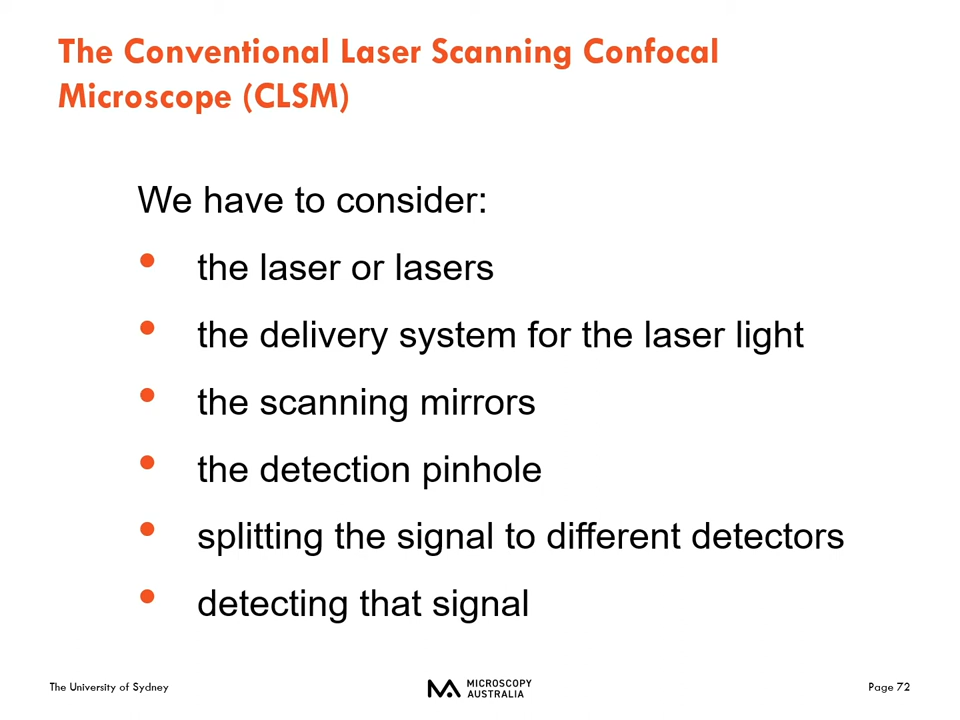 The Conventional Laser Scanning Confocal
Microscope (CLSM)
We have to consider:
• the laser or lasers
• the delivery system for the laser light
• the scanning mirrors
• the detection pinhole
• splitting the signal to different detectors
• detecting that signal
The University of Sydney
MICROSCOPY
AUSTRALIA
Page 72